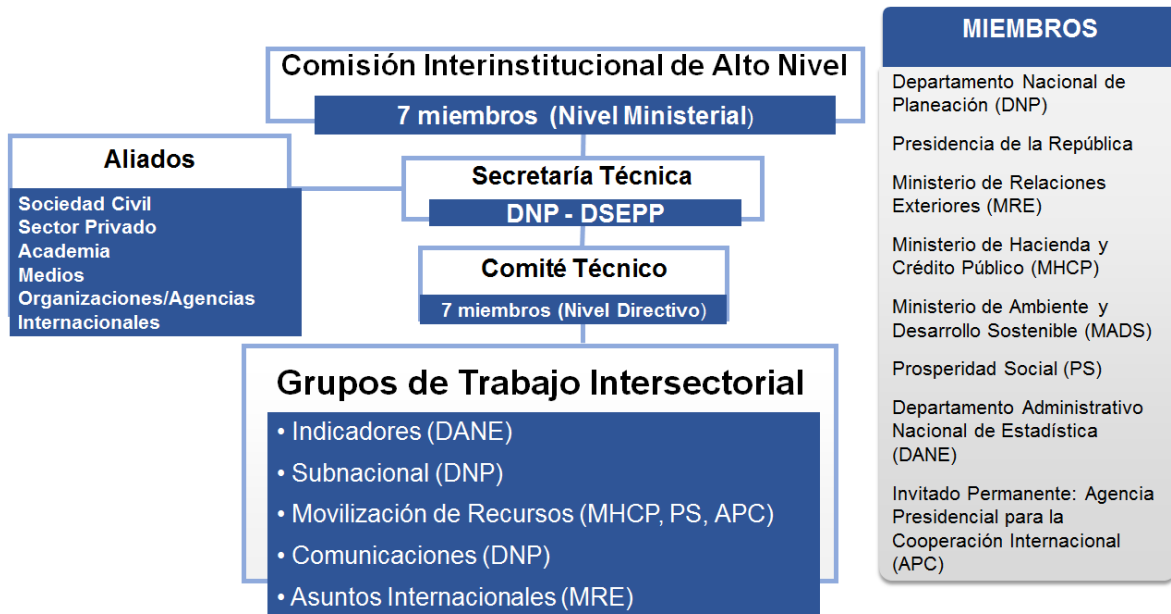 Comisión Interinstitucional de Alto Nivel
7 miembros (Nivel Ministerial)
Aliados
Sociedad Civil
Sector Privado
Academia
Medios
Organizaciones/Agencias
Internacionales
Secretaría Técnica
DNP - DSEPP
Comité Técnico
7 miembros (Nivel Directivo)
Grupos de Trabajo Intersectorial
• Indicadores (DANE)
• Subnacional (DNP)
• Movilización de Recursos (MHCP, PS, APC)
• Comunicaciones (DNP)
• Asuntos Internacionales (MRE)
MIEMBROS
Departamento Nacional de
Planeación (DNP)
Presidencia de la República
Ministerio de Relaciones
Exteriores (MRE)
Ministerio de Hacienda y
Crédito Público (MHCP)
Ministerio de Ambiente y
Desarrollo Sostenible (MADS)
Prosperidad Social (PS)
Departamento Administrativo
Nacional de Estadística
(DANE)
Invitado Permanente: Agencia
Presidencial para la
Cooperación Internacional
(APC)